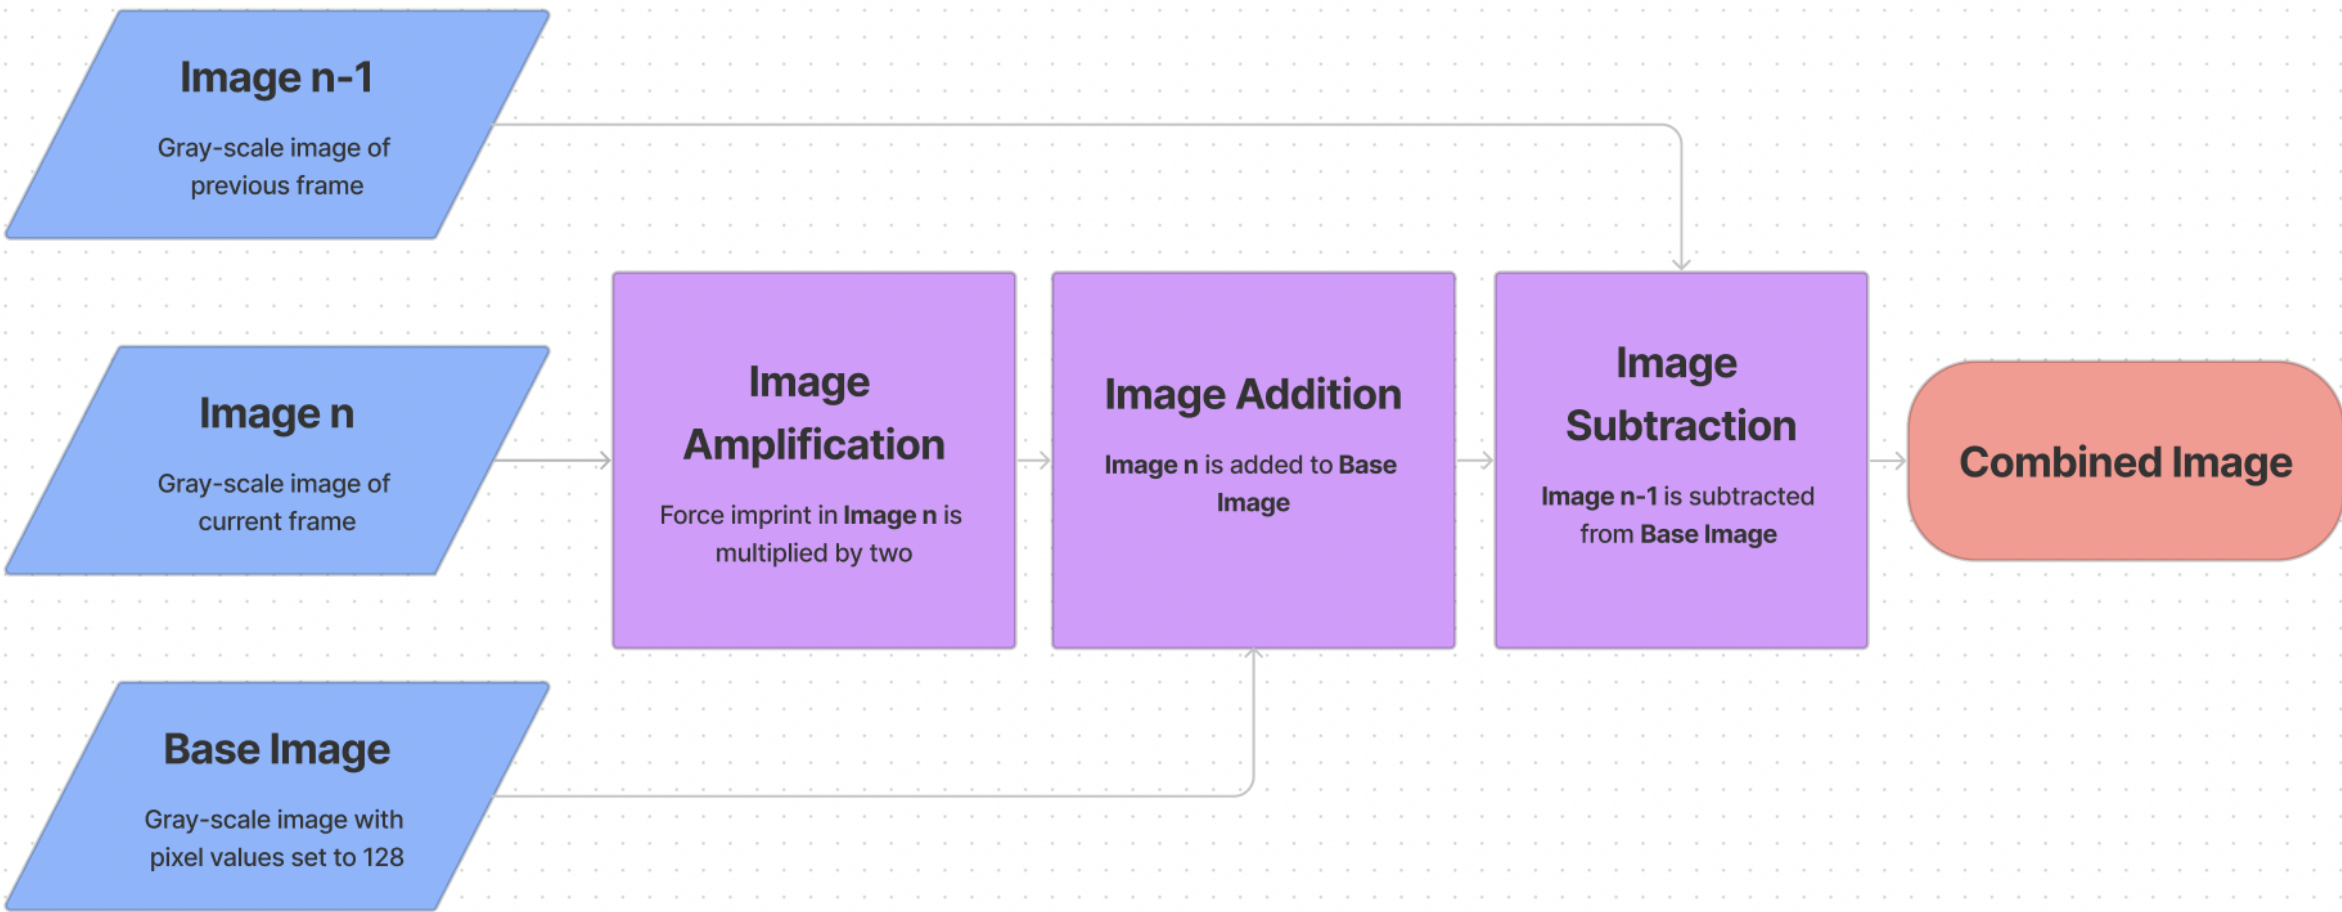 Image n-1
Gray-scale image of
previous frame
Image n
Gray-scale image of
current frame
Base Image
Gray-scale image with
pixel values set to 128
Image
Amplification
Force imprint in Image n is
multiplied by two
Image Addition
Image n is added to Base
Image
Image
Subtraction
Image n-1 is subtracted
from Base Image
Combined Image